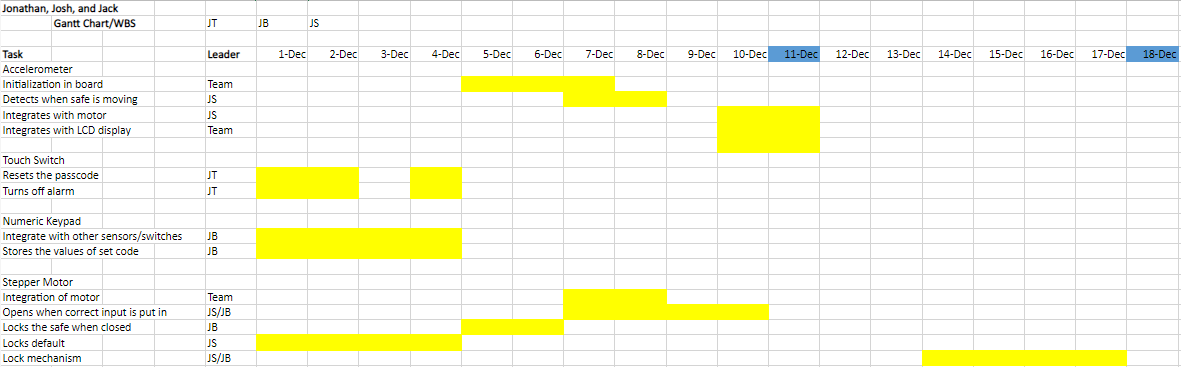 Jonathan, Josh, and Jack
Gantt Chart/WBS JT JB JS
Task Leader 1-Dec 2-Dec 3-Dec 4-Dec 5-Dec 6-Dec 7-Dec 8-Dec 9-Dec 10-Dec 11-Dec 12-Dec 13-Dec 14-Dec 15-Dec 16-Dec 17-Dec 18-Dec
Accelerometer
Initialization in board Team
Detects when safe is moving JS
Integrates with motor JS
Integrates with LCD display Team
Touch Switch
Resets the passcode JT
Turns off alarm JT
Numeric Keypad
Integrate with other sensors/switches JB
Stores the values of set code JB
Stepper Motor
Integration of motor Team
Opens when correct input is put in JS/JB
Locks the safe when closed JB
Locks default JS
Lock mechanism JS/JB